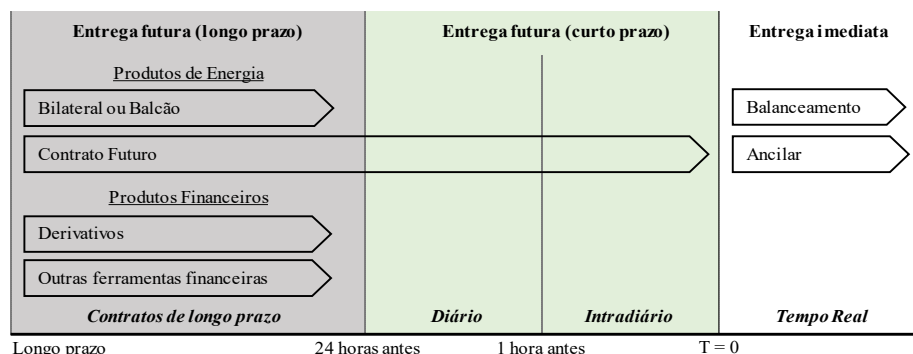 Entrega futura (longo prazo)
Entrega futura (curto prazo)
Entrega imediata
Produtos de Energia
Bilateral ou Balcão
Balanceamento
Contrato Futuro
Ancilar
Produtos Financeiros
Derivativos
Outras ferramentas financeiras
Contratos de longo prazo
Diário
Intradiário
Tempo Real
Longo prazo
24 horas antes
1 hora antes
T = 0